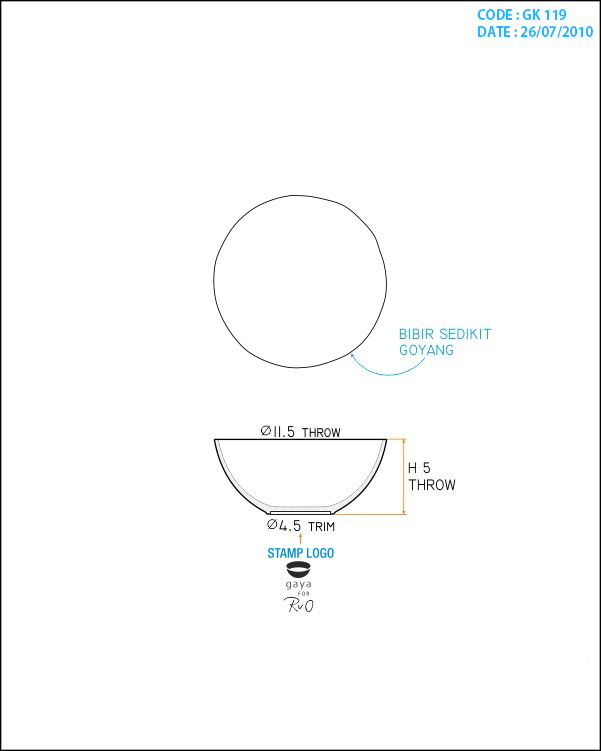 CODE : GK 119
DATE : 26/07/2010
BIBIR SEDIKIT
GOYANG
Ø11.5 THROW
H 5
THROW
Ø4.5 TRIM
STAMP LOGO
gaya
FOR
RvO